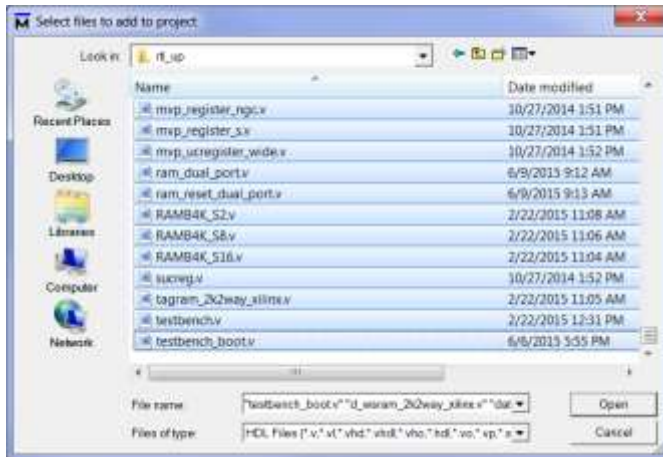 Select files to add to project
Look in: rtl_up
Name Date modified
mvp_register_ngc.v 10/27/2014 1:51 PM
mvp_register_s.v 10/27/2014 1:51 PM
mvp_ucregister_wide.v 10/27/2014 1:52 PM
ram_dual_port.v 6/9/2015 9:12 AM
ram_reset_dual_port.v 6/9/2015 9:13 AM
RAMB4K_S2.v 2/22/2015 11:08 AM
RAMB4K_S8.v 2/22/2015 11:06 AM
RAMB4K_S16.v 2/22/2015 11:04 AM
sucreg.v 10/27/2014 1:52 PM
tagram_2k2way_xilinx.v 2/22/2015 11:05 AM
testbench.v 2/22/2015 12:31 PM
testbench_boot.v 6/6/2015 5:55 PM
Recent Places
Desktop
Libraries
Computer
Network
File name: "testbench_boot.v" "d_wsram_2k2way_xilinx.v" "dat Open
Files of type: HDL Files (*.v;*.vl;*.vhd;*.vhdl;*.vho;*.hdl;*.vo;*.vp;*.s Cancel